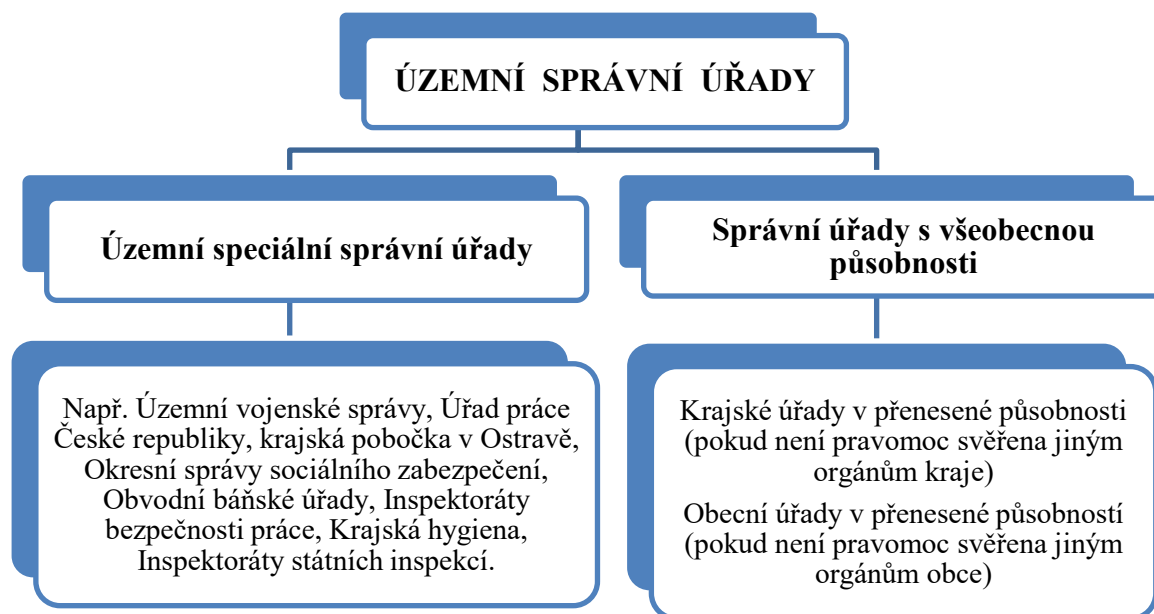 ÚZEMNÍ SPRÁVNÍ ÚŘADY
Územní speciální správní úřady
Správní úřady s všeobecnou
působnosti
Např. Územní vojenské správy, Úřad práce
České republiky, krajská pobočka v Ostravě,
Okresní správy sociálního zabezpečení,
Obvodní báňské úřady, Inspektoráty
bezpečnosti práce, Krajská hygiena,
Inspektoráty státních inspekcí.
Krajské úřady v přenesené působnosti
(pokud není pravomoc svěřena jiným
orgánům kraje)
Obecní úřady v přenesené působností
(pokud není pravomoc svěřena jiným
orgánům obce)